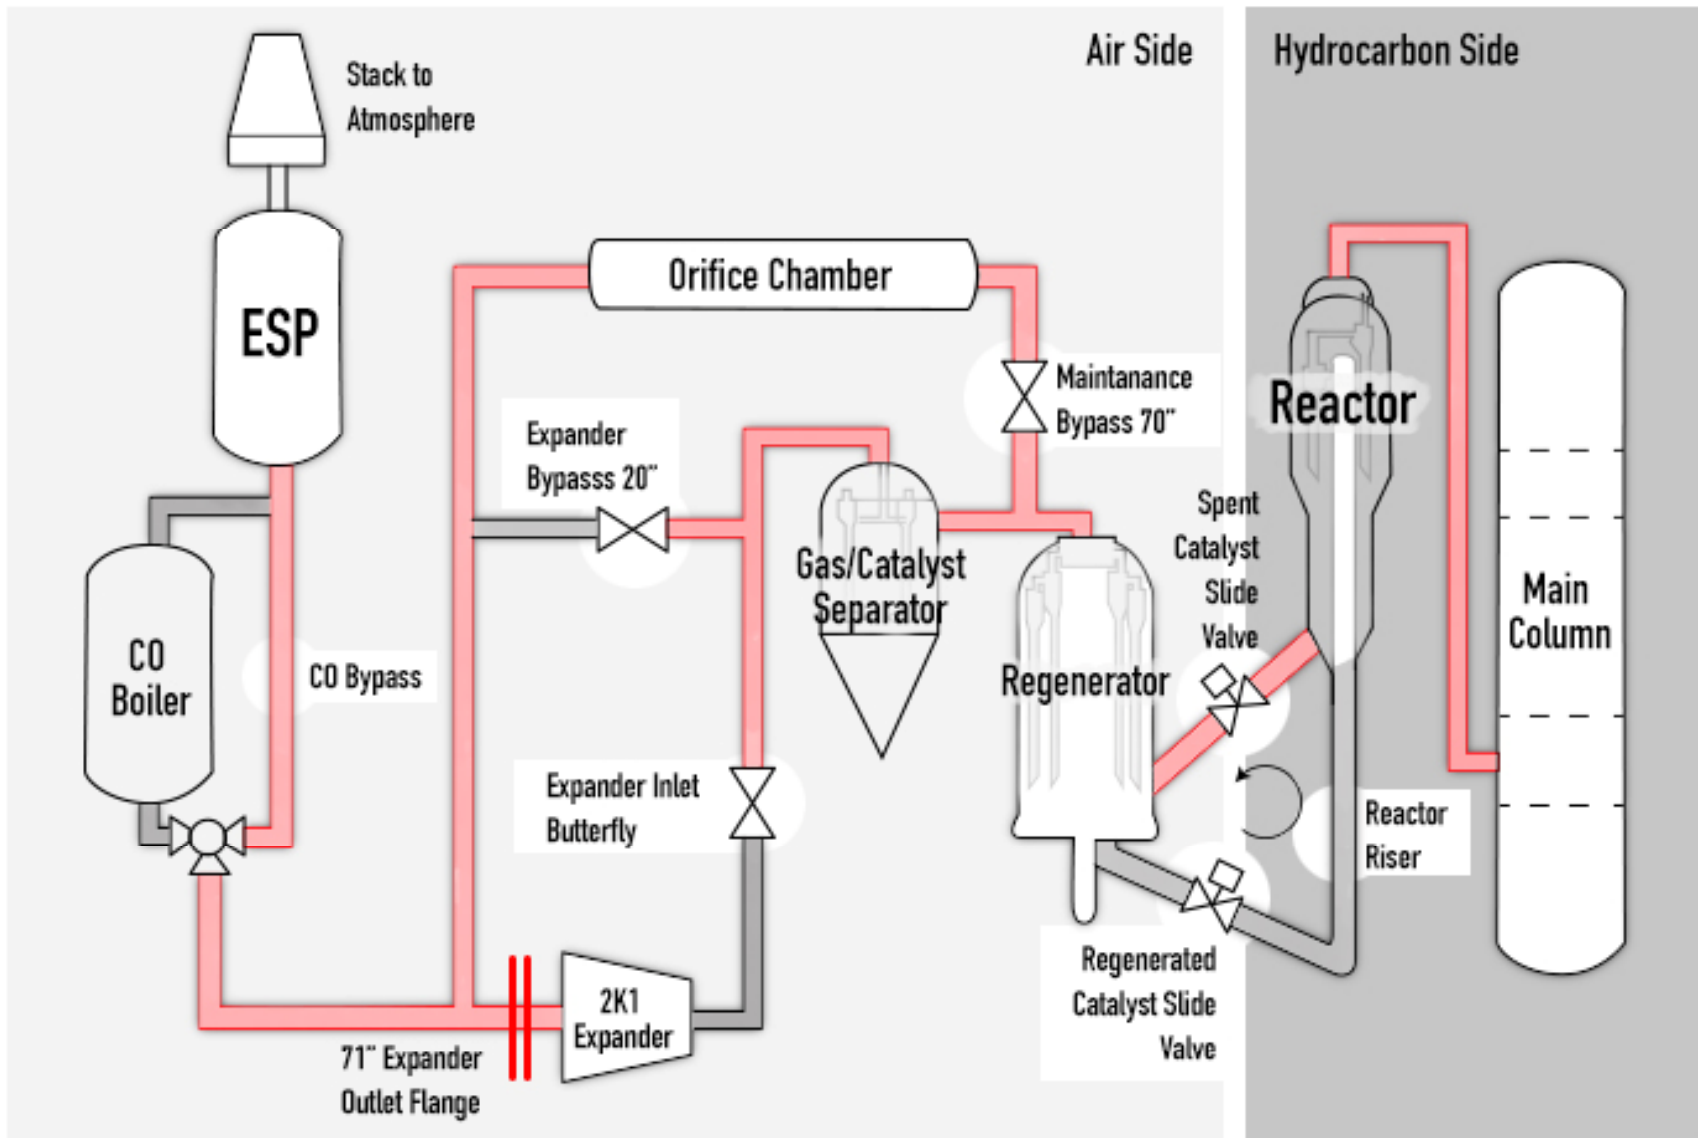 Air Side
Hydrocarbon Side
Stack to
Atmosphere
ESP
Orifice Chamber
Maintanance
Bypass 70"
Expander
Bypasss 20"
Reactor
Spent
Catalyst
Slide
Valve
Gas/Catalyst
Separator
Main
Column
CO
Boiler
CO Bypass
Regenerator
Expander Inlet
Butterfly
Reactor
Riser
Regenerated
Catalyst Slide
Valve
2K1
Expander
71" Expander
Outlet Flange